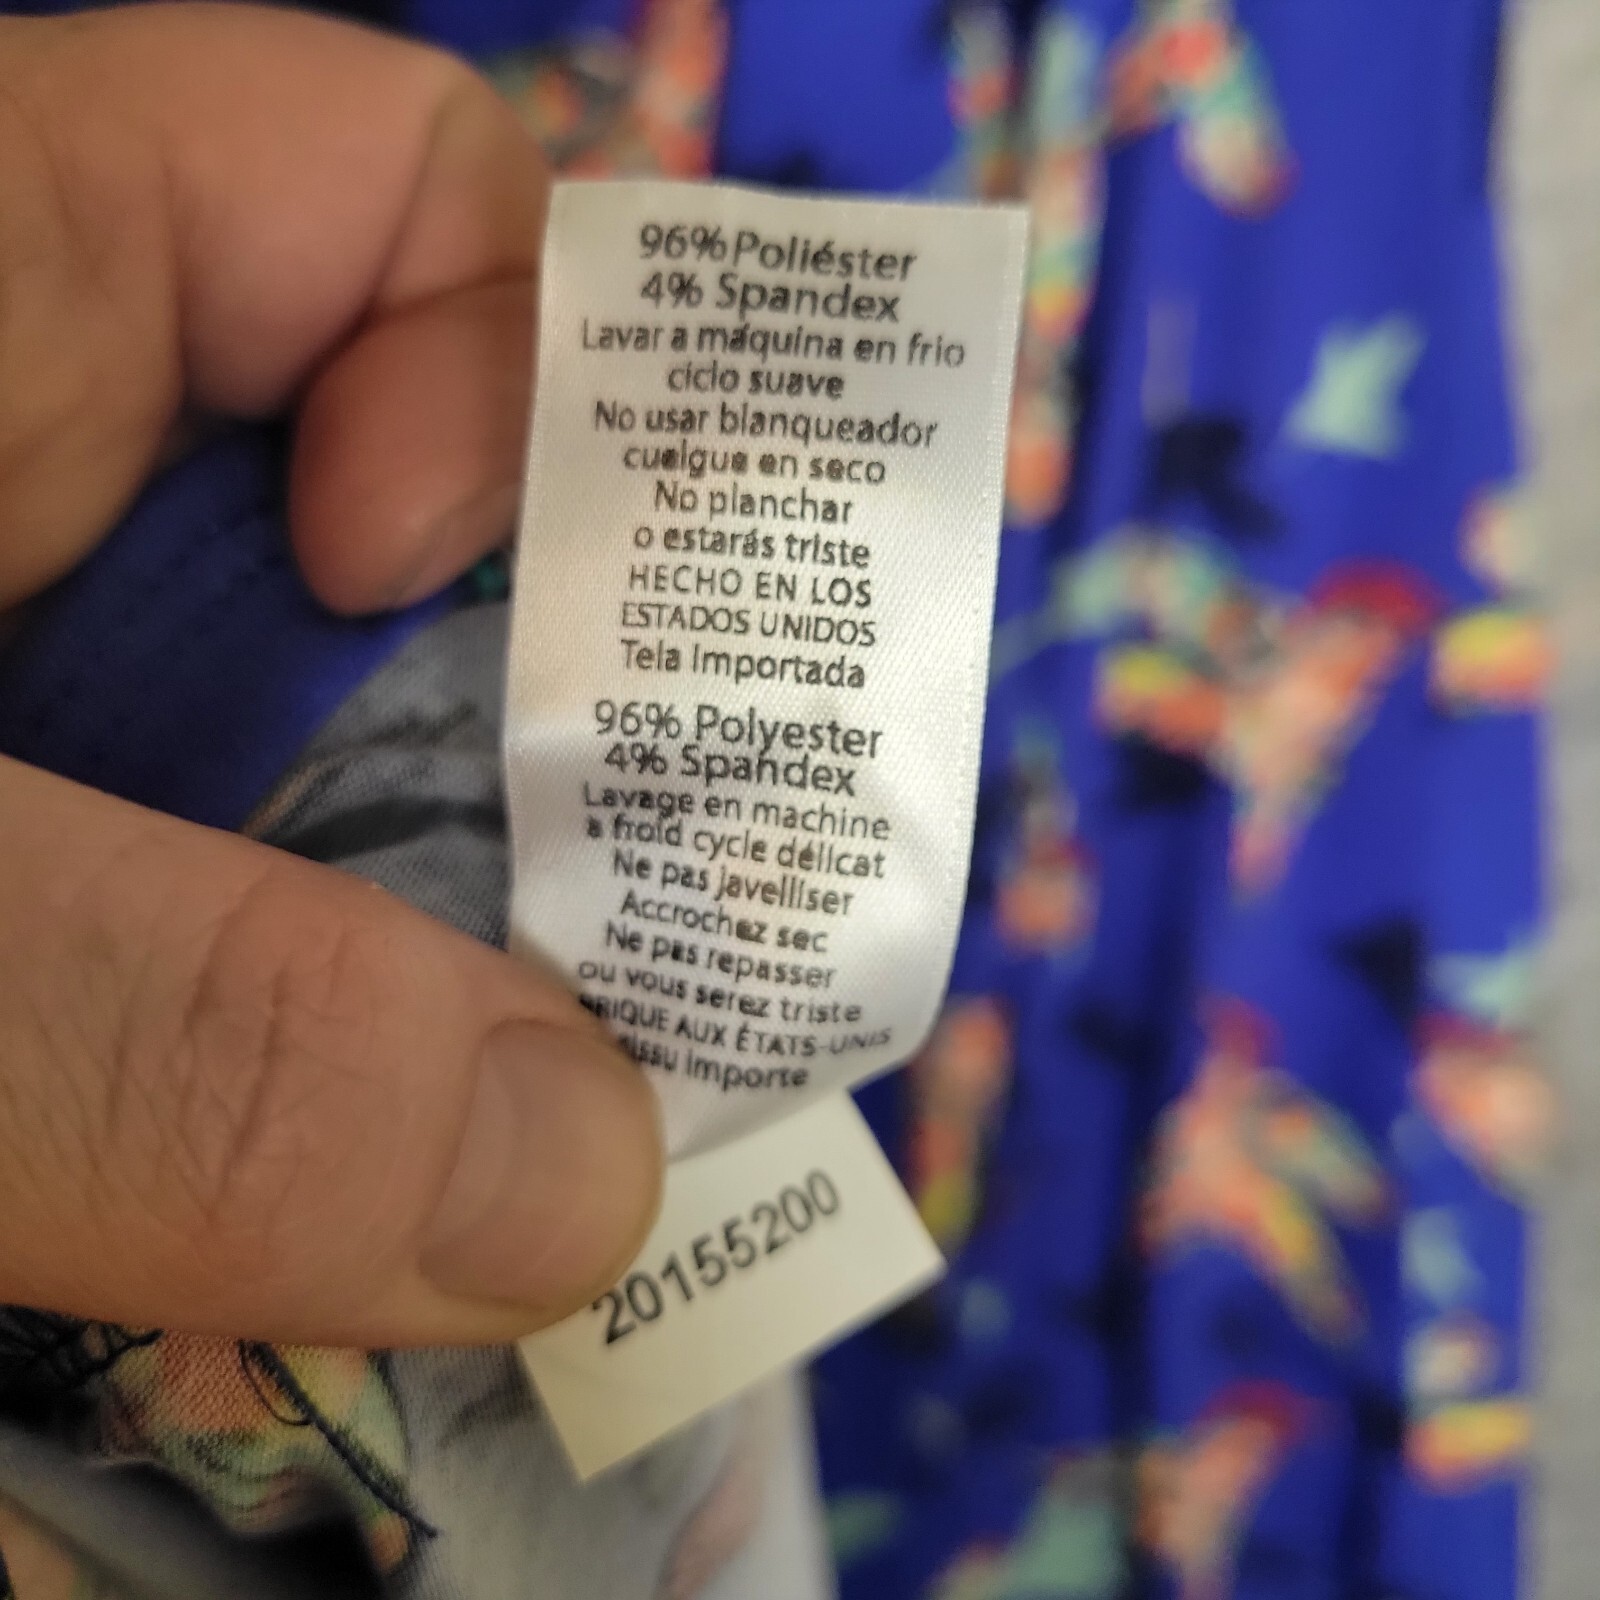 96% Poliéster
4% Spandex
Lavar a máquina en frio
ciclo suave
No usar blanqueador
cuelgue en seco
No planchar
o estarás triste
HECHO EN LOS
ESTADOS UNIDOS
Tela Importada
96% Polyester
4% Spandex
Lavage en machine
a froid cycle délicat
Ne pas javelliser
Accrochez sec
Ne pas repasser
ou vous serez triste
AUX ÉTATS-UNIS
importe
20155200